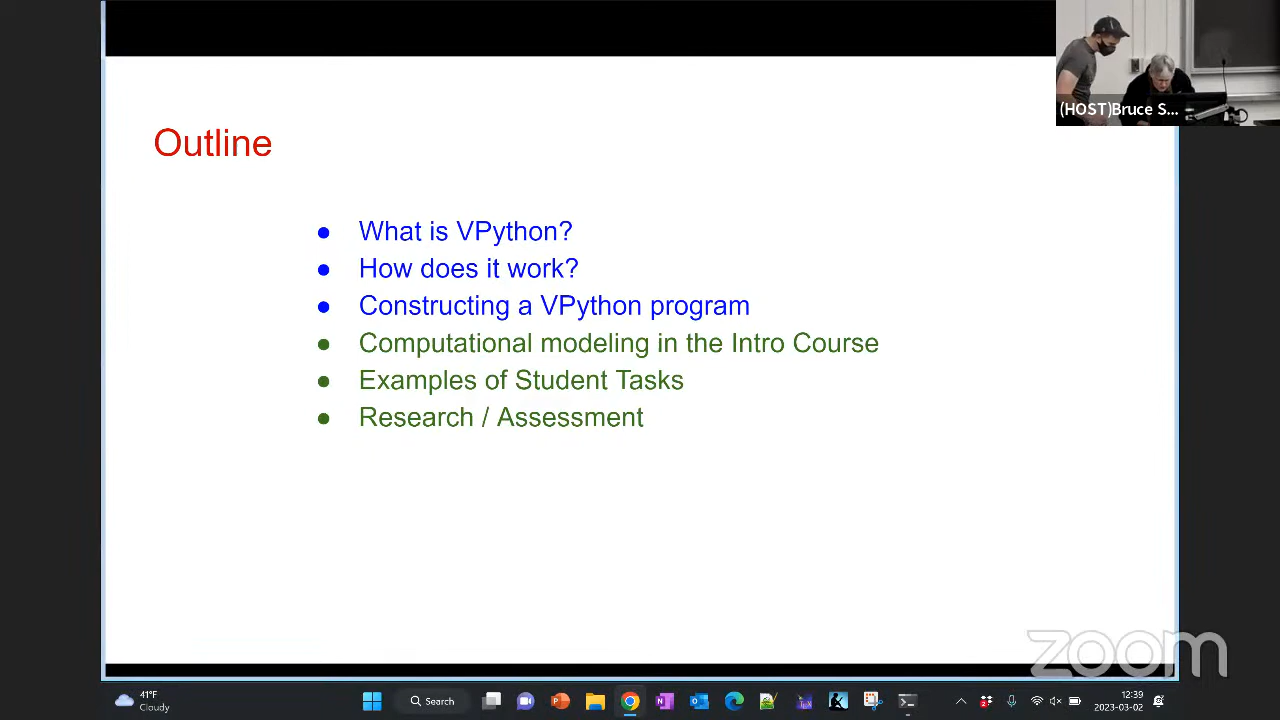 (HOST)Bruce S...
Outline
● What is VPython?
● How does it work?
● Constructing a VPython program
● Computational modeling in the Intro Course
● Examples of Student Tasks
● Research / Assessment
zoom
41°F
Cloudy
Search
12:39
2023-03-02